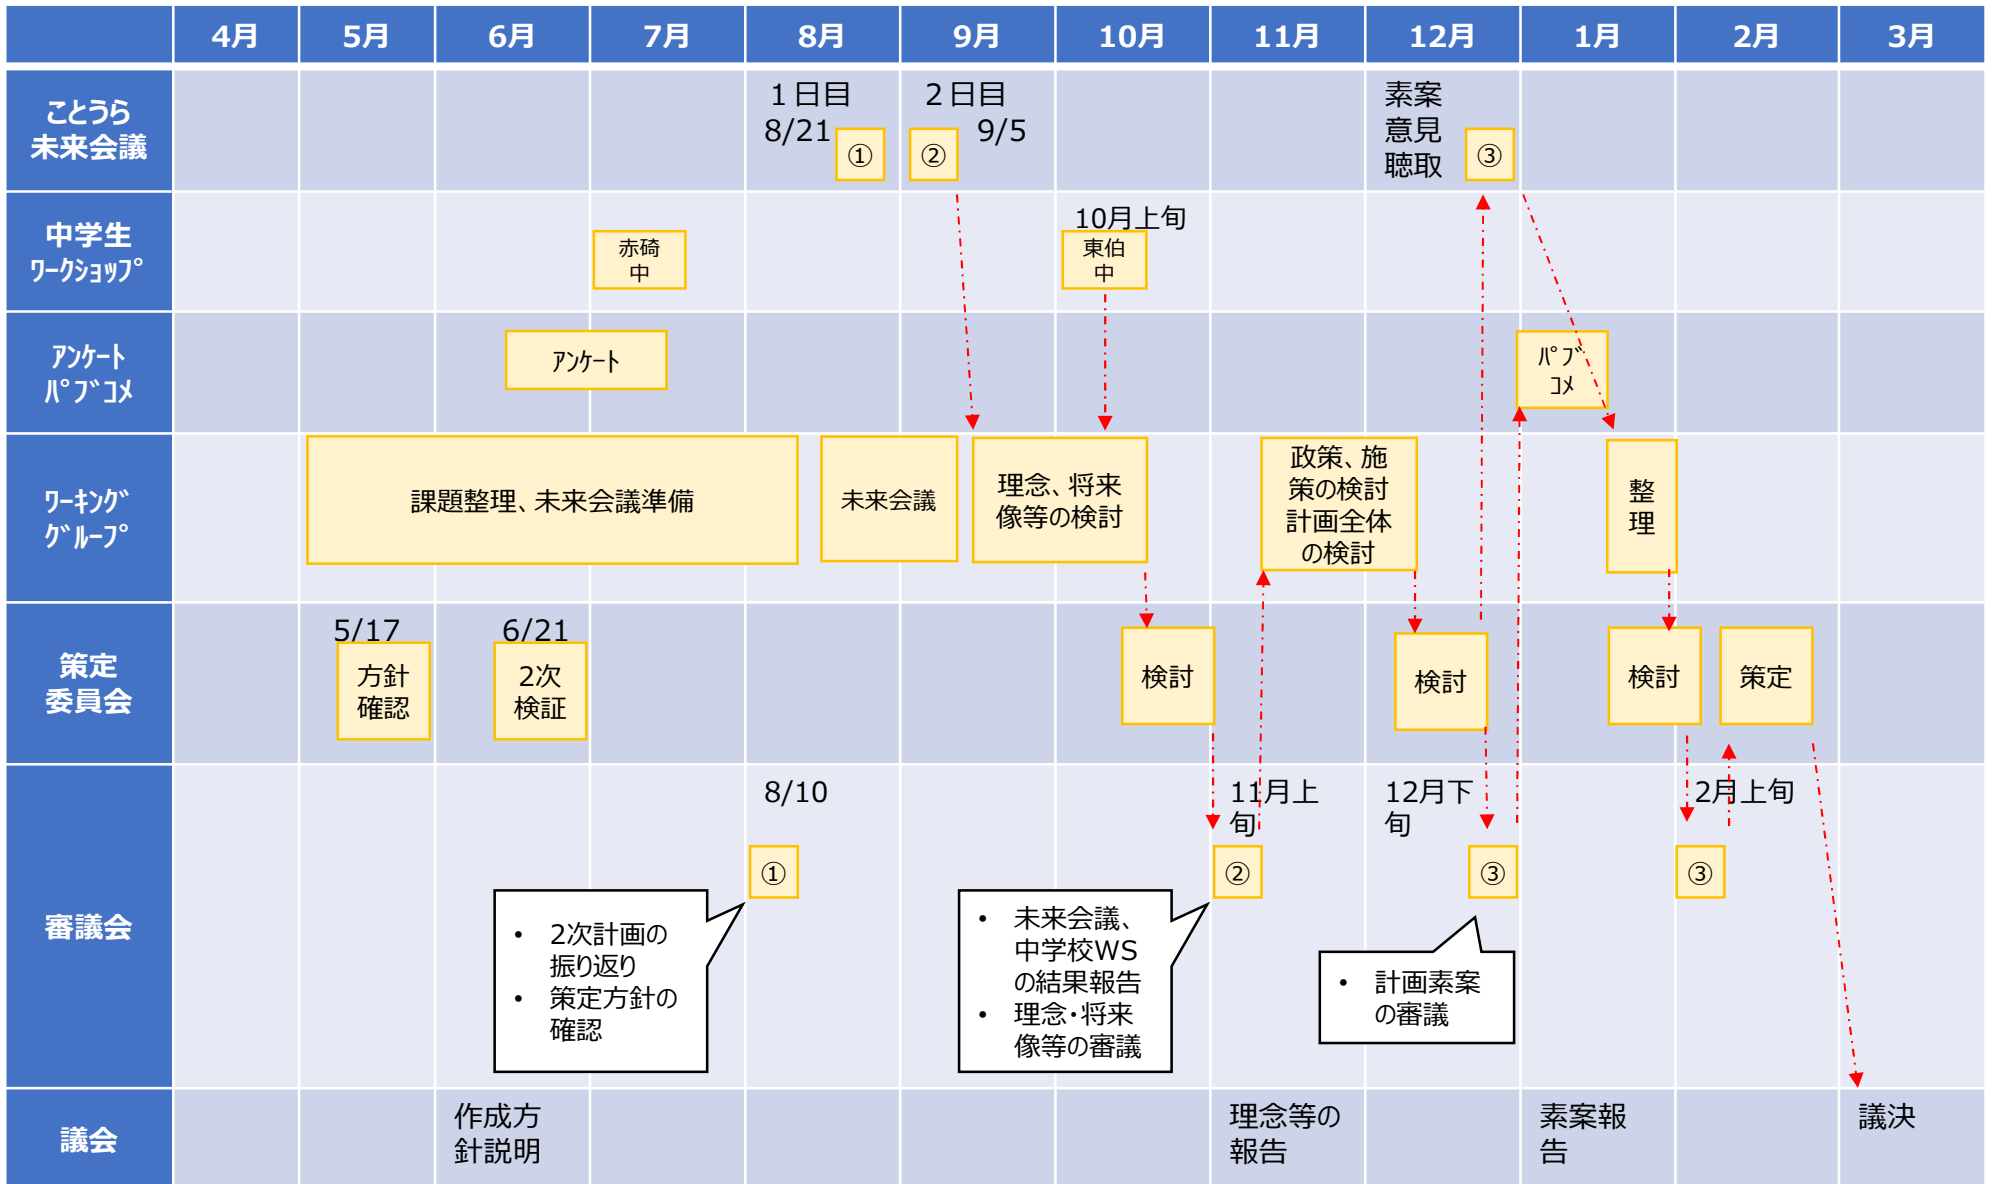 4月 5月 6月 7月 8月 9月 10月 11月 12月 1月 2月 3月
ことうら
未来会議
１日目
8/21
①
２日目
9/5
②
素案
意見
聴取
③
中学生
ﾜｰｸｼｮｯﾌﾟ
赤碕
中
10月上旬
東伯
中
ｱﾝｹｰﾄ
ﾊﾟﾌﾞｺﾒ
ｱﾝｹｰﾄ
ﾊﾟﾌﾞ
ｺﾒ
ﾜｰｷﾝｸﾞ
ｸﾞﾙｰﾌﾟ
課題整理、未来会議準備
未来会議
理念、将来
像等の検討
政策、施
策の検討
計画全体
の検討
整
理
策定
委員会
5/17
方針
確認
6/21
2次
検証
検討
検討
検討
策定
審議会
8/10
①
• 2次計画の
振り返り
• 策定方針の
確認
11月上
旬
②
• 未来会議、
中学校WS
の結果報告
• 理念・将来
像等の審議
12月下
旬
③
• 計画素案
の審議
2月上旬
③
議会
作成方
針説明
理念等の
報告
素案報
告
議決